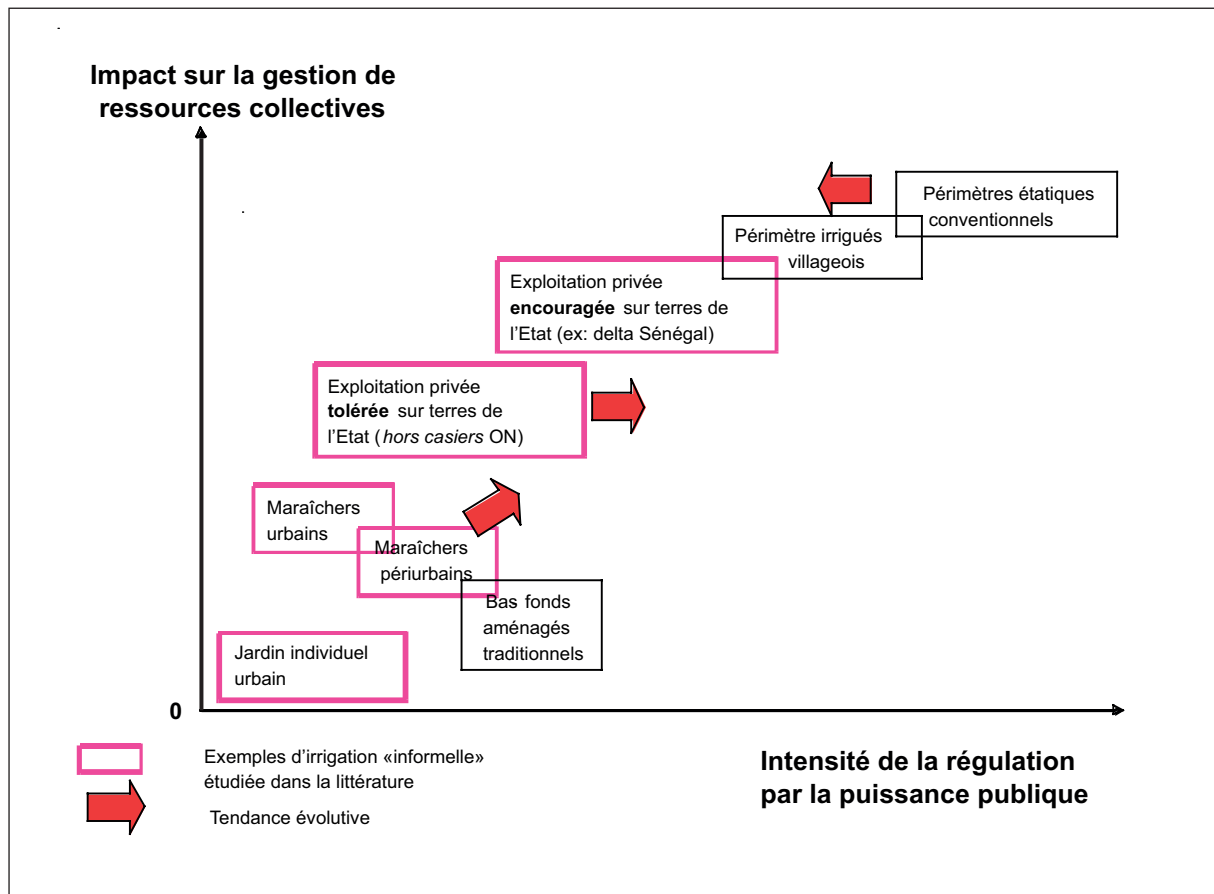 Impact sur la gestion de
ressources collectives
Périmètres étatiques
conventionnels
Périmètre irrigués
villageois
Exploitation privée
encouragée sur terres de
l'Etat (ex: delta Sénégal)
Exploitation privée
tolérée sur terres de
l'Etat (hors casiers ON)
Maraîchers
urbains
Maraîchers
périurbains
Bas fonds
aménagés
traditionnels
Jardin individuel
urbain
0
Exemples d'irrigation «informelle»
étudiée dans la littérature
Tendance évolutive
Intensité de la régulation
par la puissance publique